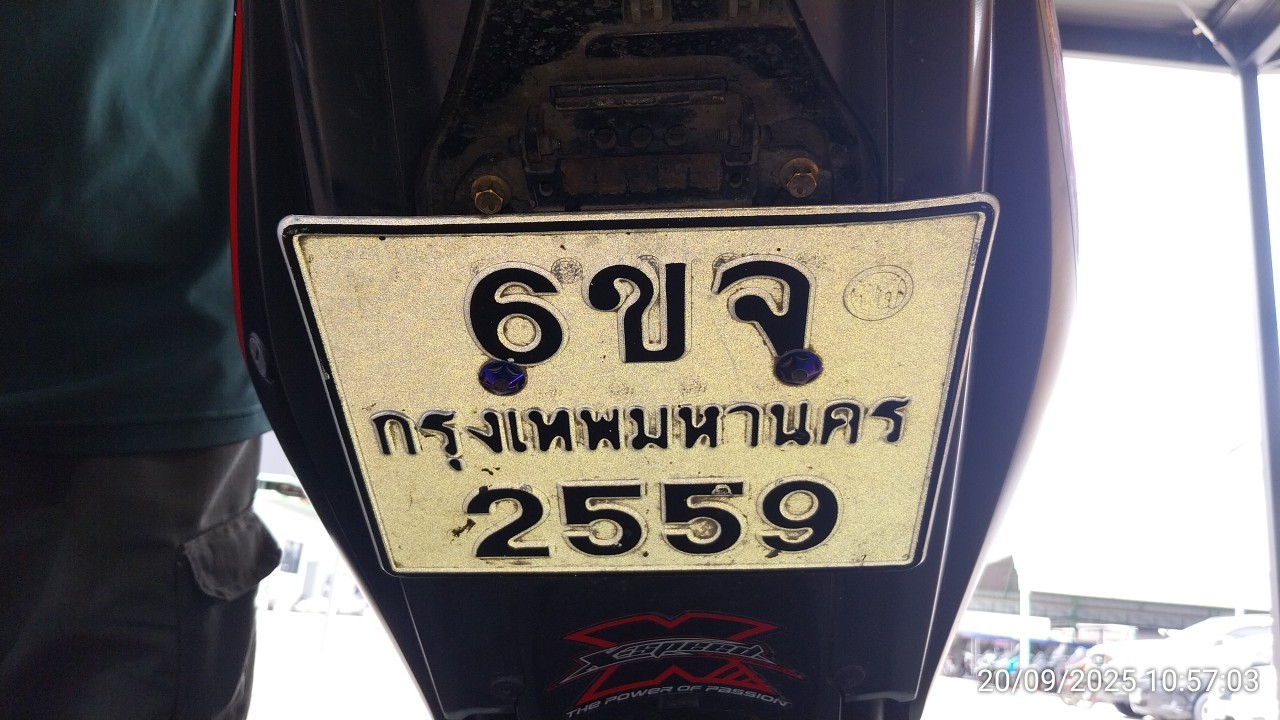 6ขจ
กรุงเทพมหานคร
2559
X speed
THE POWER OF PASSION
20/09/2025 10:57:03